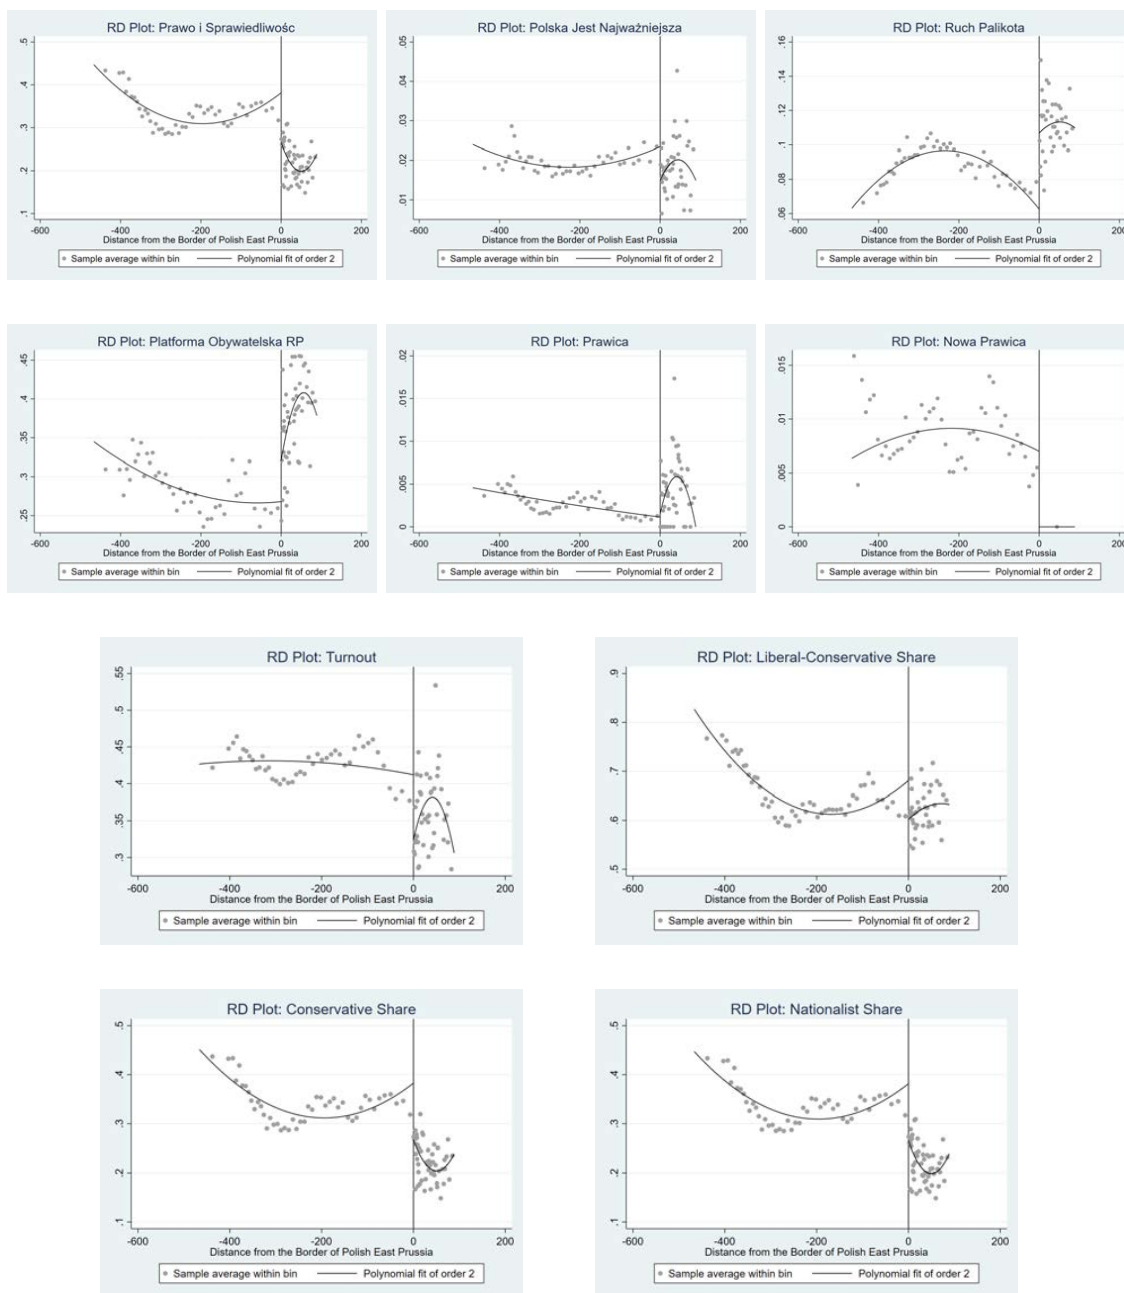 RD Plot: Prawo i Sprawiedliwośc
.5
.4
.3
.2
.1
-600 -400 -200 0 200
Distance from the Border of Polish East Prussia
Sample average within bin Polynomial fit of order 2
RD Plot: Polska Jest Najważniejsza
.05
.04
.03
.02
.01
-600 -400 -200 0 200
Distance from the Border of Polish East Prussia
Sample average within bin Polynomial fit of order 2
RD Plot: Ruch Palikota
.16
.14
.12
.1
.08
.06
-600 -400 -200 0 200
Distance from the Border of Polish East Prussia
Sample average within bin Polynomial fit of order 2
RD Plot: Platforma Obywatelska RP
.45
.4
.35
.3
.25
-600 -400 -200 0 200
Distance from the Border of Polish East Prussia
Sample average within bin Polynomial fit of order 2
RD Plot: Prawica
.02
.015
.01
.005
0
-600 -400 -200 0 200
Distance from the Border of Polish East Prussia
Sample average within bin Polynomial fit of order 2
RD Plot: Nowa Prawica
.015
.01
.005
0
-600 -400 -200 0 200
Distance from the Border of Polish East Prussia
Sample average within bin Polynomial fit of order 2
RD Plot: Turnout
.55
.5
.45
.4
.35
.3
-600 -400 -200 0 200
Distance from the Border of Polish East Prussia
Sample average within bin Polynomial fit of order 2
RD Plot: Liberal-Conservative Share
.9
.8
.7
.6
.5
-600 -400 -200 0 200
Distance from the Border of Polish East Prussia
Sample average within bin Polynomial fit of order 2
RD Plot: Conservative Share
.5
.4
.3
.2
.1
-600 -400 -200 0 200
Distance from the Border of Polish East Prussia
Sample average within bin Polynomial fit of order 2
RD Plot: Nationalist Share
.5
.4
.3
.2
.1
-600 -400 -200 0 200
Distance from the Border of Polish East Prussia
Sample average within bin Polynomial fit of order 2